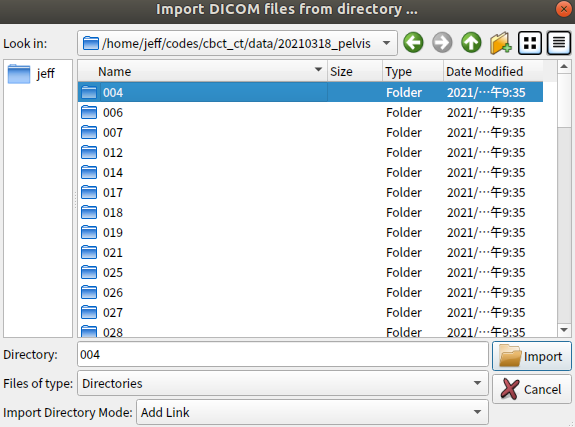 Import DICOM files from directory ...
Look in: /home/jeff/codes/cbct_ct/data/20210318_pelvis
jeff
Name Size Type Date Modified
004 Folder 2021/⋯午9:35
006 Folder 2021/⋯午9:35
007 Folder 2021/⋯午9:35
012 Folder 2021/⋯午9:35
014 Folder 2021/⋯午9:35
017 Folder 2021/⋯午9:35
018 Folder 2021/⋯午9:35
019 Folder 2021/⋯午9:35
021 Folder 2021/⋯午9:35
025 Folder 2021/⋯午9:35
026 Folder 2021/⋯午9:35
027 Folder 2021/⋯午9:35
028 Folder 2021/⋯午9:35
Directory: 004 Import
Files of type: Directories Cancel
Import Directory Mode: Add Link